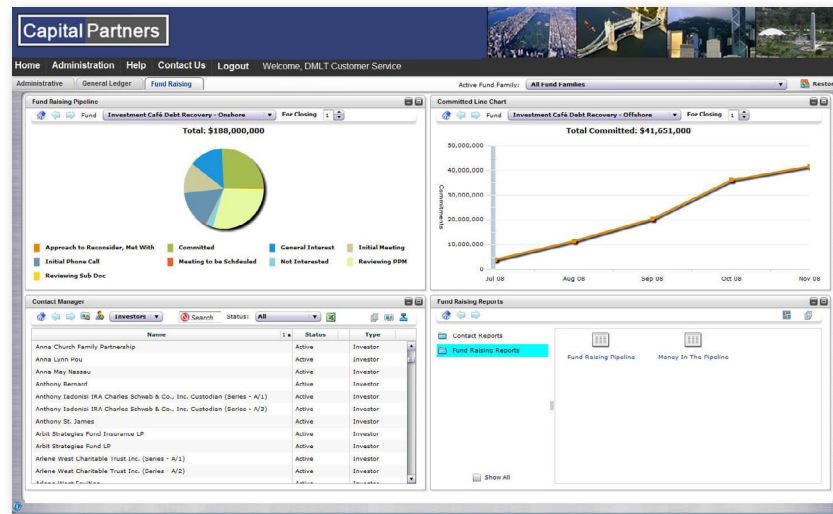 Capital Partners
Home Administration Help Contact Us Logout Welcome, DMLT Customer Service
Administrative General Ledger Fund Raising Active Fund Family: All Fund Families Restor
Fund Raising Pipeline
Fund Investment Café Debt Recovery - Onshore For Closing 1
Total: $188,000,000
Approach to Reconsider, Met With Committed General Interest Initial Meeting
Initial Phone Call Meeting to be Schdeuled Not Interested Reviewing PPM
Reviewing Sub Doc
Committed Line Chart
Fund Investment Café Debt Recovery - Offshore For Closing 1
Total Committed: $41,651,000
Commitments
50,000,000
40,000,000
30,000,000
20,000,000
10,000,000
0
Jul 08 Aug 08 Sep 08 Oct 08 Nov 08
Contact Manager
Investors Search Status: All
Name 1 Status Type
Anna Church Family Partnership Active Investor
Anna Lynn Pou Active Investor
Anna May Nassau Active Investor
Anthony Bernard Active Investor
Anthony Iadonisi IRA Charles Schwab & Co., Inc. Custodian (Series - A/1) Active Investor
Anthony Iadonisi IRA Charles Schwab & Co., Inc. Custodian (Series - A/2) Active Investor
Anthony St. James Active Investor
Arbit Strategies Fund Insurance LP Active Investor
Arbit Strategies Fund LP Active Investor
Arlene West Charitable Trust Inc. (Series - A/1) Active Investor
Arlene West Charitable Trust Inc. (Series - A/2) Active Investor
Fund Raising Reports
Contact Reports
Fund Raising Reports
Show All
Fund Raising Pipeline Money In The Pipeline